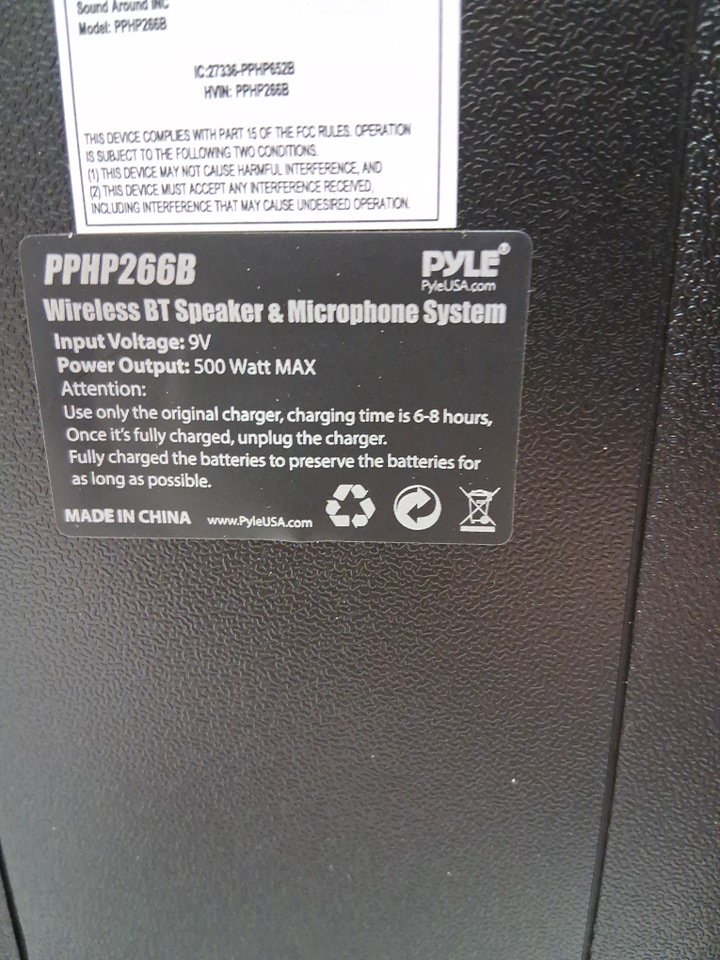 Sound Around INC
Model: PPHP266B
IC:27336-PPHP652B
HVIN: PPHP266B
THIS DEVICE COMPLIES WITH PART 15 OF THE FCC RULES. OPERATION
IS SUBJECT TO THE FOLLOWING TWO CONDITIONS.
(1) THIS DEVICE MAY NOT CAUSE HARMFUL INTERFERENCE, AND
(2) THIS DEVICE MUST ACCEPT ANY INTERFERENCE RECEIVED,
INCLUDING INTERFERENCE THAT MAY CAUSE UNDESIRED OPERATION.
PPHP266B
PYLE®
PyleUSA.com
Wireless BT Speaker & Microphone System
Input Voltage: 9V
Power Output: 500 Watt MAX
Attention:
Use only the original charger, charging time is 6-8 hours,
Once it's fully charged, unplug the charger.
Fully charged the batteries to preserve the batteries for
as long as possible.
MADE IN CHINA www.PyleUSA.com